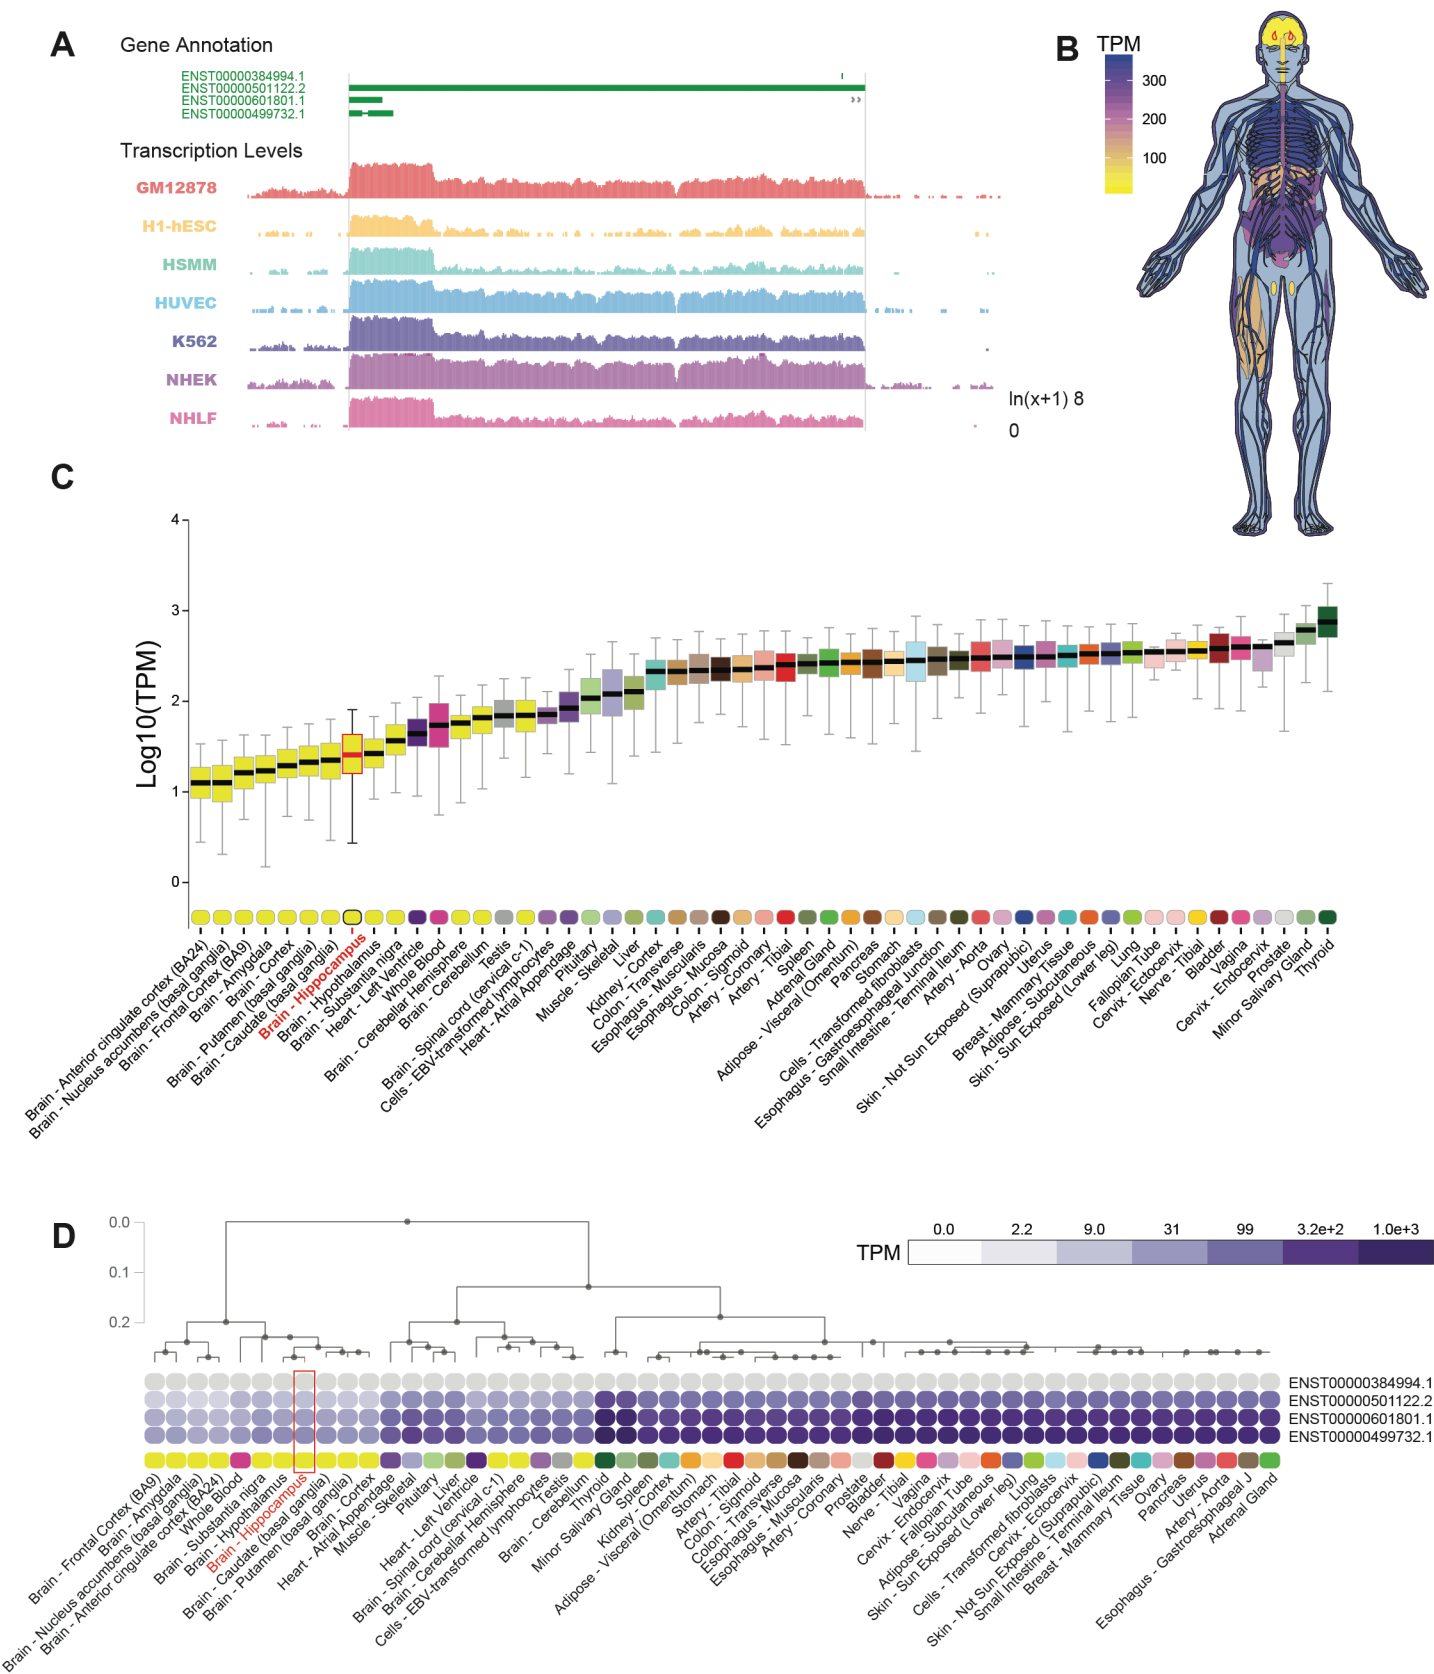 A
Gene Annotation
ENST00000384994.1
ENST00000501122.2
ENST00000601801.1
ENST00000499732.1
Transcription Levels
GM12878
H1-hESC
HSMM
HUVEC
K562
NHEK
NHLF
ln(x+1) 8
0
B
TPM
300
200
100
C
Log10(TPM)
4
3
2
1
0
Brain - Anterior cingulate cortex (BA24)
Brain - Nucleus accumbens (basal ganglia)
Brain - Frontal Cortex (BA9)
Brain - Amygdala
Brain - Cortex
Brain - Putamen (basal ganglia)
Brain - Caudate (basal ganglia)
Brain - Hippocampus
Brain - Hypothalamus
Brain - Substantia nigra
Heart - Left Ventricle
Whole Blood
Brain - Cerebellar Hemisphere
Brain - Cerebellum
Testis
Brain - Spinal cord (cervical c-1)
Cells - EBV-transformed lymphocytes
Heart - Atrial Appendage
Pituitary
Muscle - Skeletal
Liver
Kidney - Cortex
Colon - Transverse
Esophagus - Muscularis
Esophagus - Mucosa
Colon - Sigmoid
Artery - Coronary
Artery - Tibial
Spleen
Adrenal Gland
Adipose - Visceral (Omentum)
Pancreas
Stomach
Cells - Transformed fibroblasts
Esophagus - Gastroesophageal Junction
Small Intestine - Terminal Ileum
Artery - Aorta
Ovary
Skin - Not Sun Exposed (Suprapubic)
Uterus
Breast - Mammary Tissue
Adipose - Subcutaneous
Skin - Sun Exposed (Lower leg)
Lung
Fallopian Tube
Cervix - Ectocervix
Nerve - Tibial
Bladder
Vagina
Cervix - Endocervix
Prostate
Minor Salivary Gland
Thyroid
D
0.0
0.1
0.2
TPM
0.0 2.2 9.0 31 99 3.2e+2 1.0e+3
ENST00000384994.1
ENST00000501122.2
ENST00000601801.1
ENST00000499732.1
Brain - Frontal Cortex (BA9)
Brain - Amygdala
Brain - Nucleus accumbens (basal ganglia)
Brain - Anterior cingulate cortex (BA24)
Whole Blood
Brain - Substantia nigra
Brain - Hypothalamus
Brain - Hippocampus
Brain - Caudate (basal ganglia)
Brain - Putamen (basal ganglia)
Brain - Cortex
Heart - Atrial Appendage
Muscle - Skeletal
Pituitary
Liver
Heart - Left Ventricle
Brain - Spinal cord (cervical c-1)
Brain - Cerebellar Hemisphere
Cells - EBV-transformed lymphocytes
Testis
Brain - Cerebellum
Thyroid
Minor Salivary Gland
Spleen
Kidney - Cortex
Adipose - Visceral (Omentum)
Stomach
Artery - Tibial
Colon - Sigmoid
Colon - Transverse
Esophagus - Mucosa
Esophagus - Muscularis
Artery - Coronary
Prostate
Bladder
Nerve - Tibial
Vagina
Cervix - Endocervix
Fallopian Tube
Adipose - Subcutaneous
Skin - Sun Exposed (Lower leg)
Lung
Cells - Transformed fibroblasts
Cervix - Ectocervix
Skin - Not Sun Exposed (Suprapubic)
Small Intestine - Terminal Ileum
Breast - Mammary Tissue
Ovary
Pancreas
Uterus
Artery - Aorta
Esophagus - Gastroesophageal J
Adrenal Gland